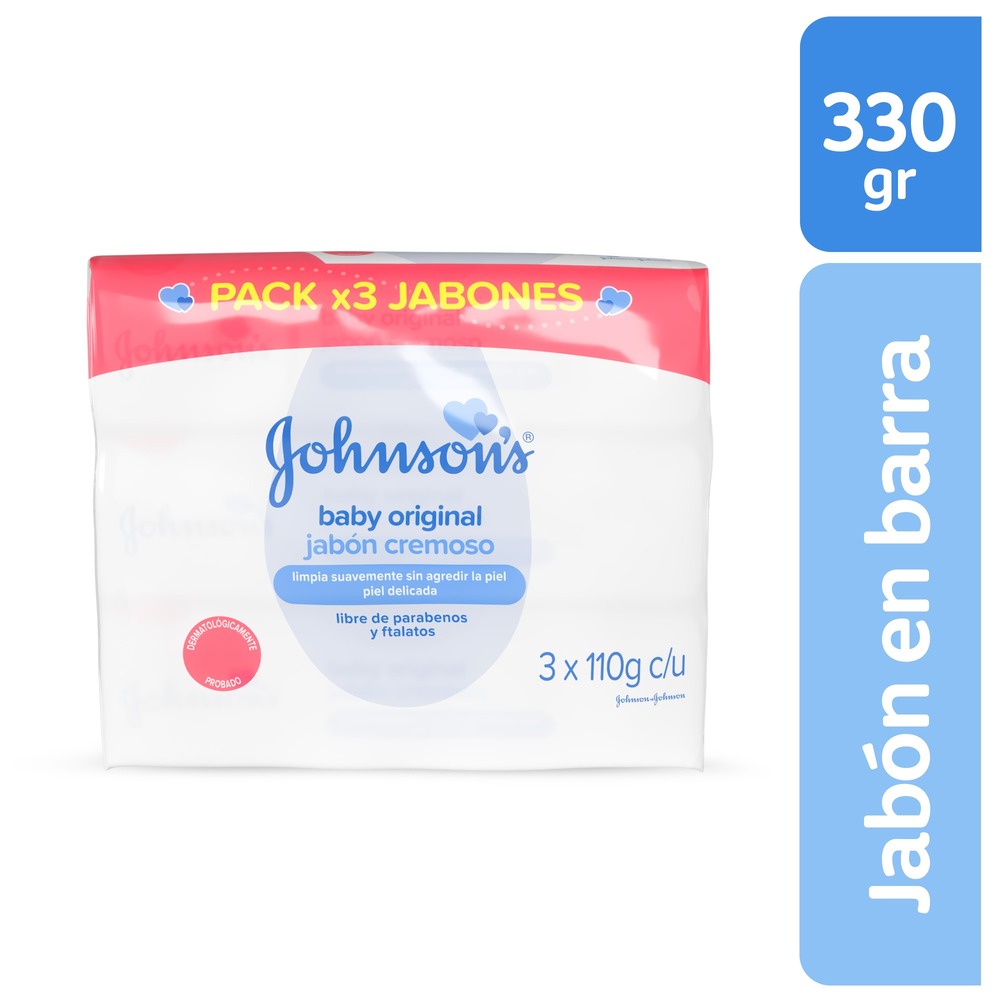 330
gr
Jabón en barra
PACK x3 JABONES
Johnson's®
baby original
jabón cremoso
limpia suavemente sin agredir la piel
piel delicada
libre de parabenos
y ftalatos
DERMATOLÓGICAMENTE
PROBADO
3 x 110g c/u
Johnson & Johnson